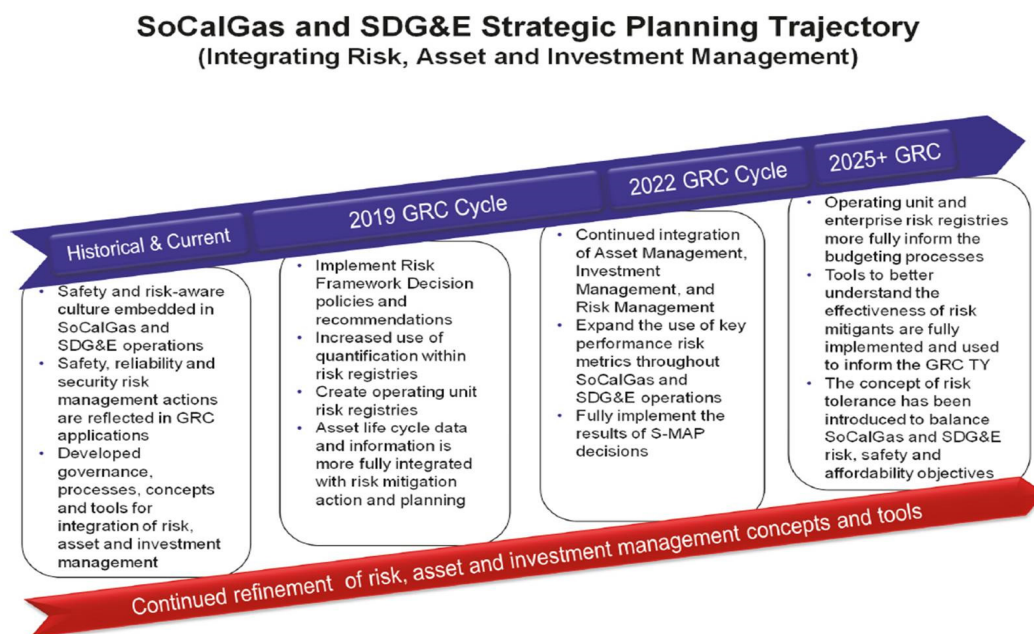 SoCalGas and SDG&E Strategic Planning Trajectory
(Integrating Risk, Asset and Investment Management)
Historical & Current
• Safety and risk-aware
culture embedded in
SoCalGas and
SDG&E operations
• Safety, reliability and
security risk
management actions
are reflected in GRC
applications
• Developed
governance,
processes, concepts
and tools for
integration of risk,
asset and investment
management
2019 GRC Cycle
• Implement Risk
Framework Decision
policies and
recommendations
• Increased use of
quantification within
risk registries
• Create operating unit
risk registries
• Asset life cycle data
and information is
more fully integrated
with risk mitigation
action and planning
2022 GRC Cycle
• Continued integration
of Asset Management,
Investment
Management, and
Risk Management
• Expand the use of key
performance risk
metrics throughout
SoCalGas and
SDG&E operations
• Fully implement the
results of S-MAP
decisions
2025+ GRC
• Operating unit and
enterprise risk registries
more fully inform the
budgeting processes
• Tools to better
understand the
effectiveness of risk
mitigants are fully
implemented and used
to inform the GRC TY
• The concept of risk
tolerance has been
introduced to balance
SoCalGas and SDG&E
risk, safety and
affordability objectives
Continued refinement of risk, asset and investment management concepts and tools